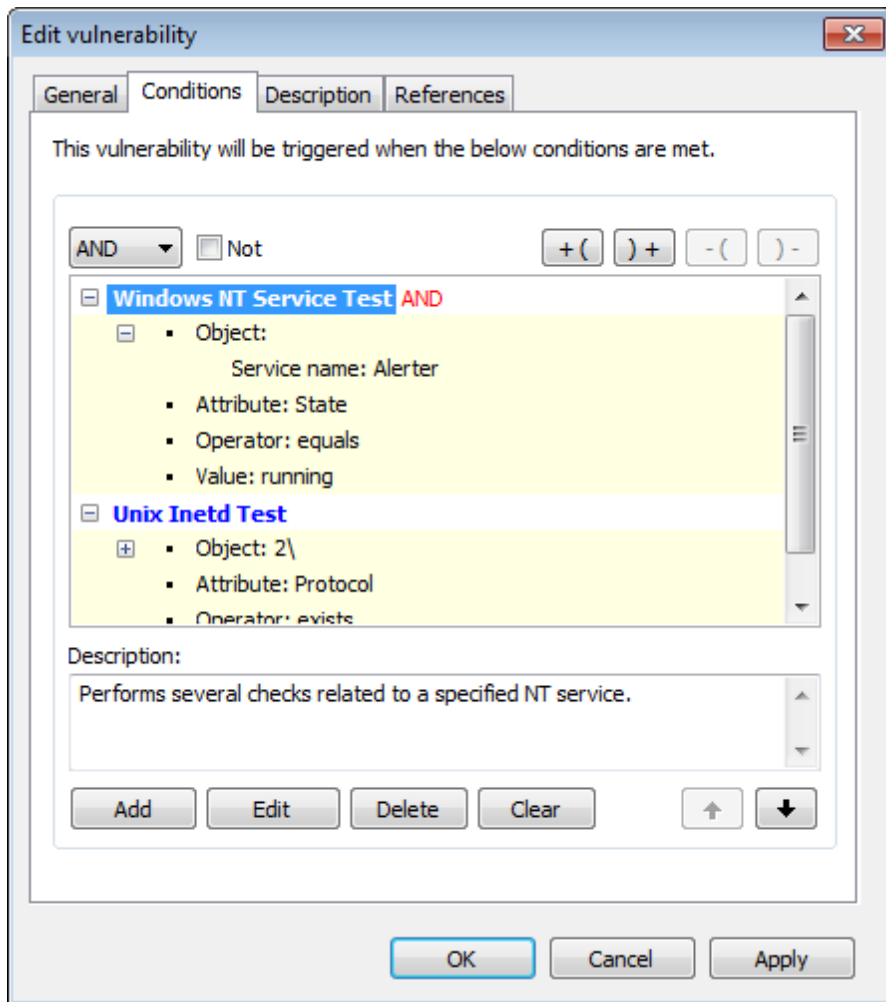 Edit vulnerability
General Conditions Description References
This vulnerability will be triggered when the below conditions are met.
AND Not + ( ) + - ( ) -
Windows NT Service Test AND
Object:
Service name: Alerter
Attribute: State
Operator: equals
Value: running
Unix Inetd Test
Object: 2\
Attribute: Protocol
Operator: exists
Description:
Performs several checks related to a specified NT service.
Add Edit Delete Clear
OK Cancel Apply